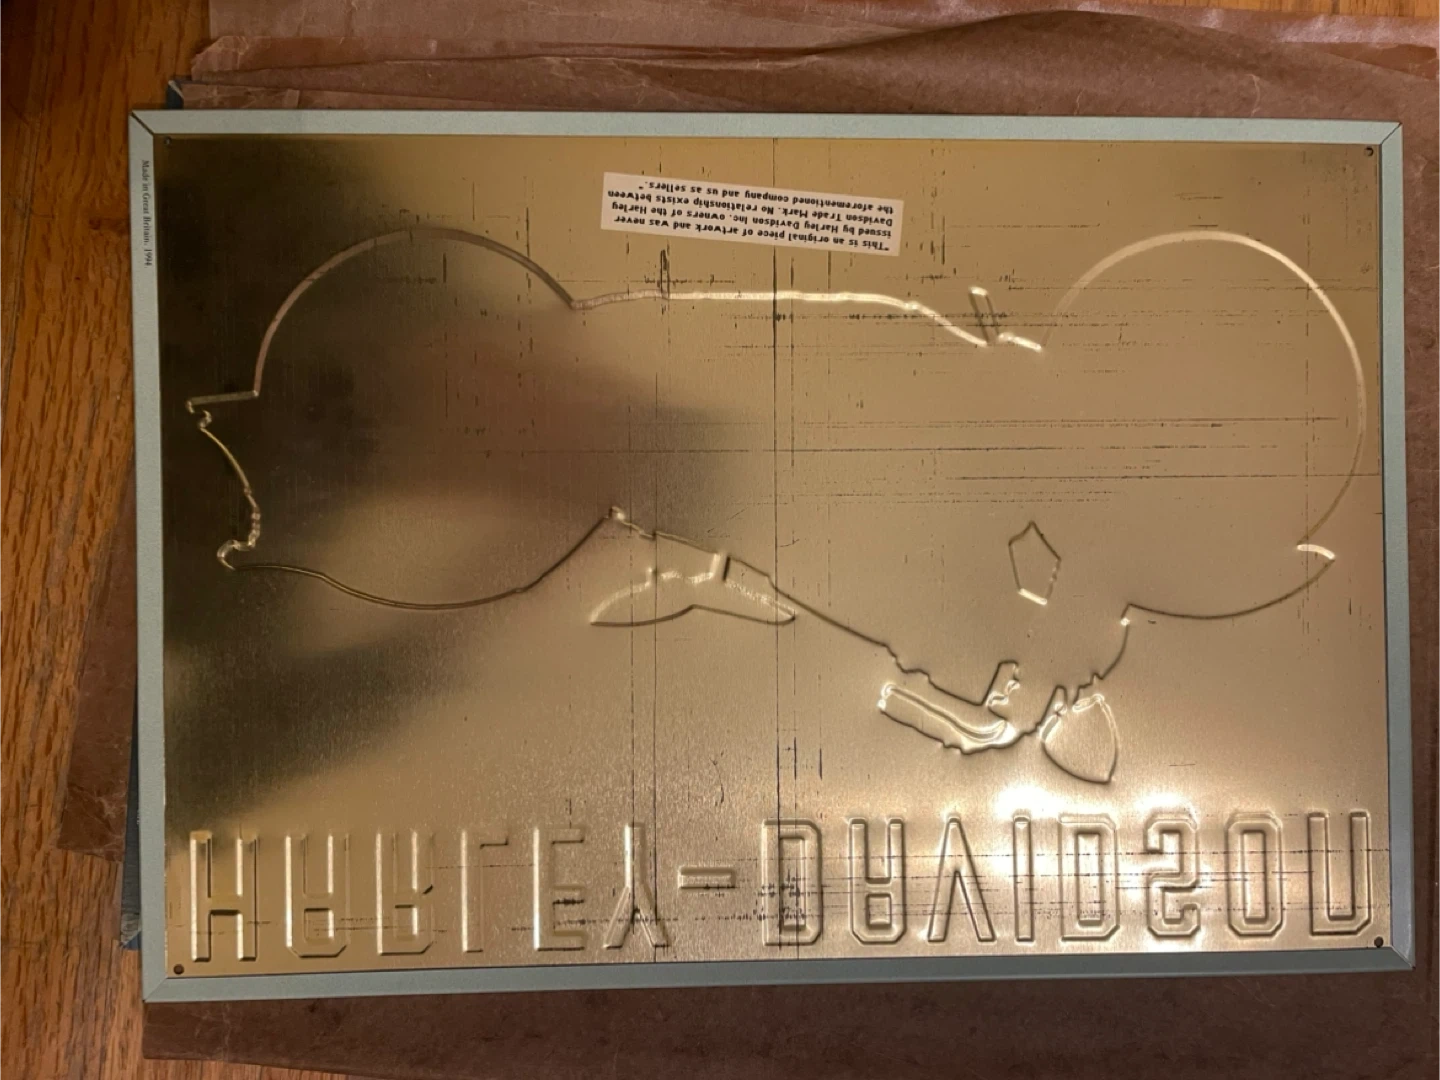 Made in Great Britain. 1994
"This is an original piece of artwork and was never
issued by Harley Davidson Inc. owners of the Harley
Davidson Trade Mark. No relationship exists between
the aforementioned company and us as sellers."
HARLEY-DAVIDSON